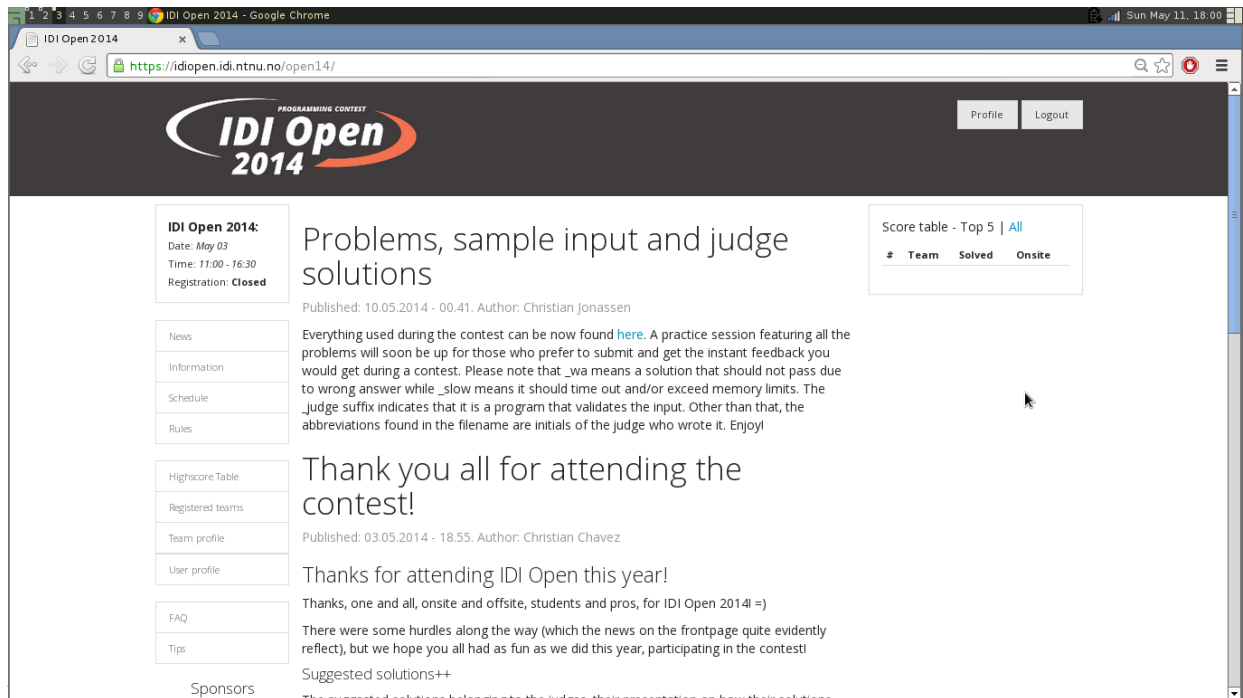 1 2 3 4 5 6 7 8 9 IDI Open 2014 - Google Chrome
Sun May 11, 18:00
IDI Open 2014
https://idiopen.idi.ntnu.no/open14/
PROGRAMMING CONTEST
IDI Open
2014
Profile Logout
IDI Open 2014:
Date: May 03
Time: 11:00 - 16:30
Registration: Closed
News
Information
Schedule
Rules
Highscore Table
Registered teams
Team profile
User profile
FAQ
Tips
Sponsors
Problems, sample input and judge
solutions
Published: 10.05.2014 - 00.41. Author: Christian Jonassen
Everything used during the contest can be now found here. A practice session featuring all the
problems will soon be up for those who prefer to submit and get the instant feedback you
would get during a contest. Please note that _wa means a solution that should not pass due
to wrong answer while _slow means it should time out and/or exceed memory limits. The
_judge suffix indicates that it is a program that validates the input. Other than that, the
abbreviations found in the filename are initials of the judge who wrote it. Enjoy!
Thank you all for attending the
contest!
Published: 03.05.2014 - 18.55. Author: Christian Chavez
Thanks for attending IDI Open this year!
Thanks, one and all, onsite and offsite, students and pros, for IDI Open 2014! =)
There were some hurdles along the way (which the news on the frontpage quite evidently
reflect), but we hope you all had as fun as we did this year, participating in the contest!
Suggested solutions++
The suggested solutions belonging to the judges, their presentation on how their solutions
Score table - Top 5 | All
# Team Solved Onsite